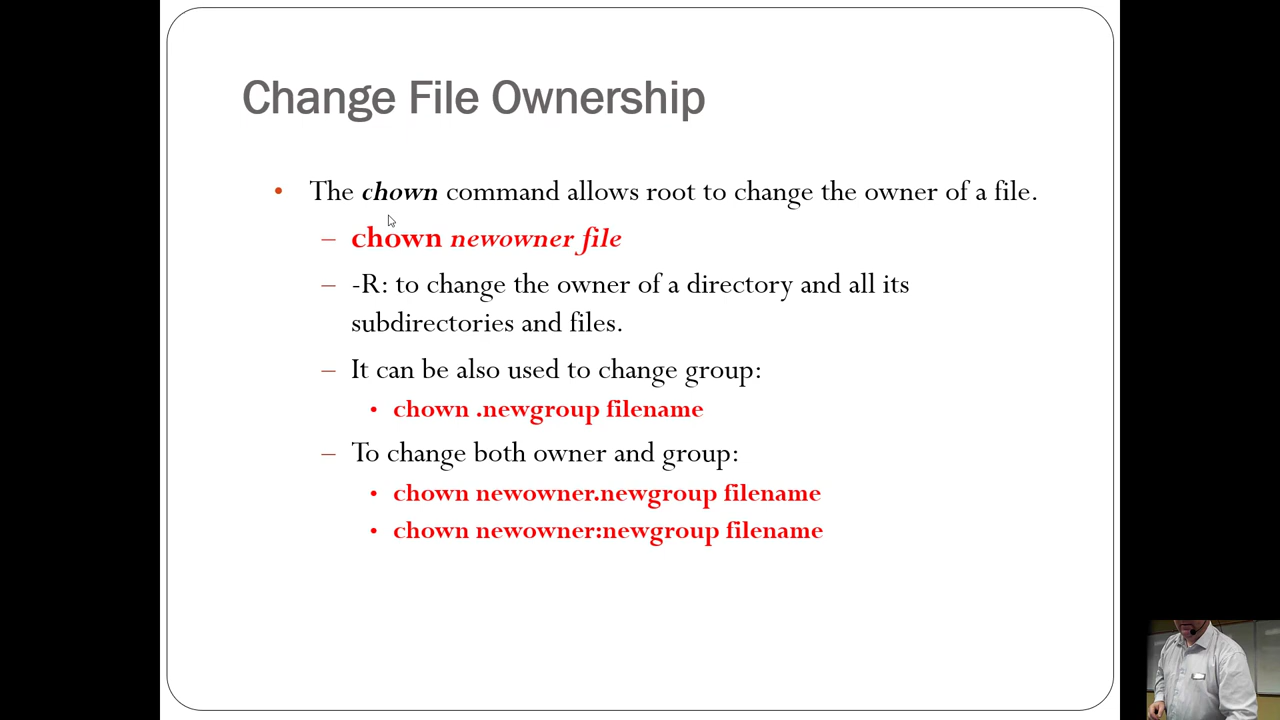 Change File Ownership
• The chown command allows root to change the owner of a file.
– chown newowner file
– -R: to change the owner of a directory and all its
subdirectories and files.
– It can be also used to change group:
• chown .newgroup filename
– To change both owner and group:
• chown newowner.newgroup filename
• chown newowner:newgroup filename